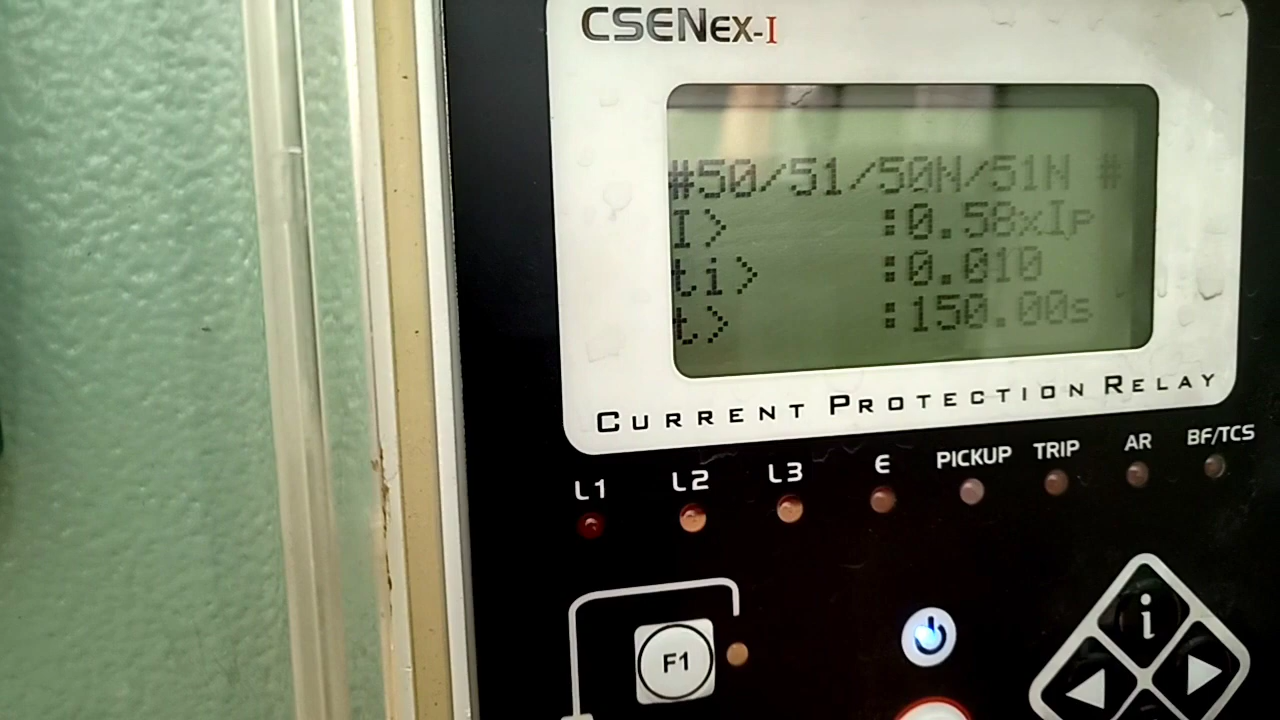 CSENEX-I
#50/51/50N/51N #
I> :0.58xIp
ti> :0.010
t> :150.00s
CURRENT PROTECTION RELAY
L1 L2 L3 E PICKUP TRIP AR BF/TCS
F1
i